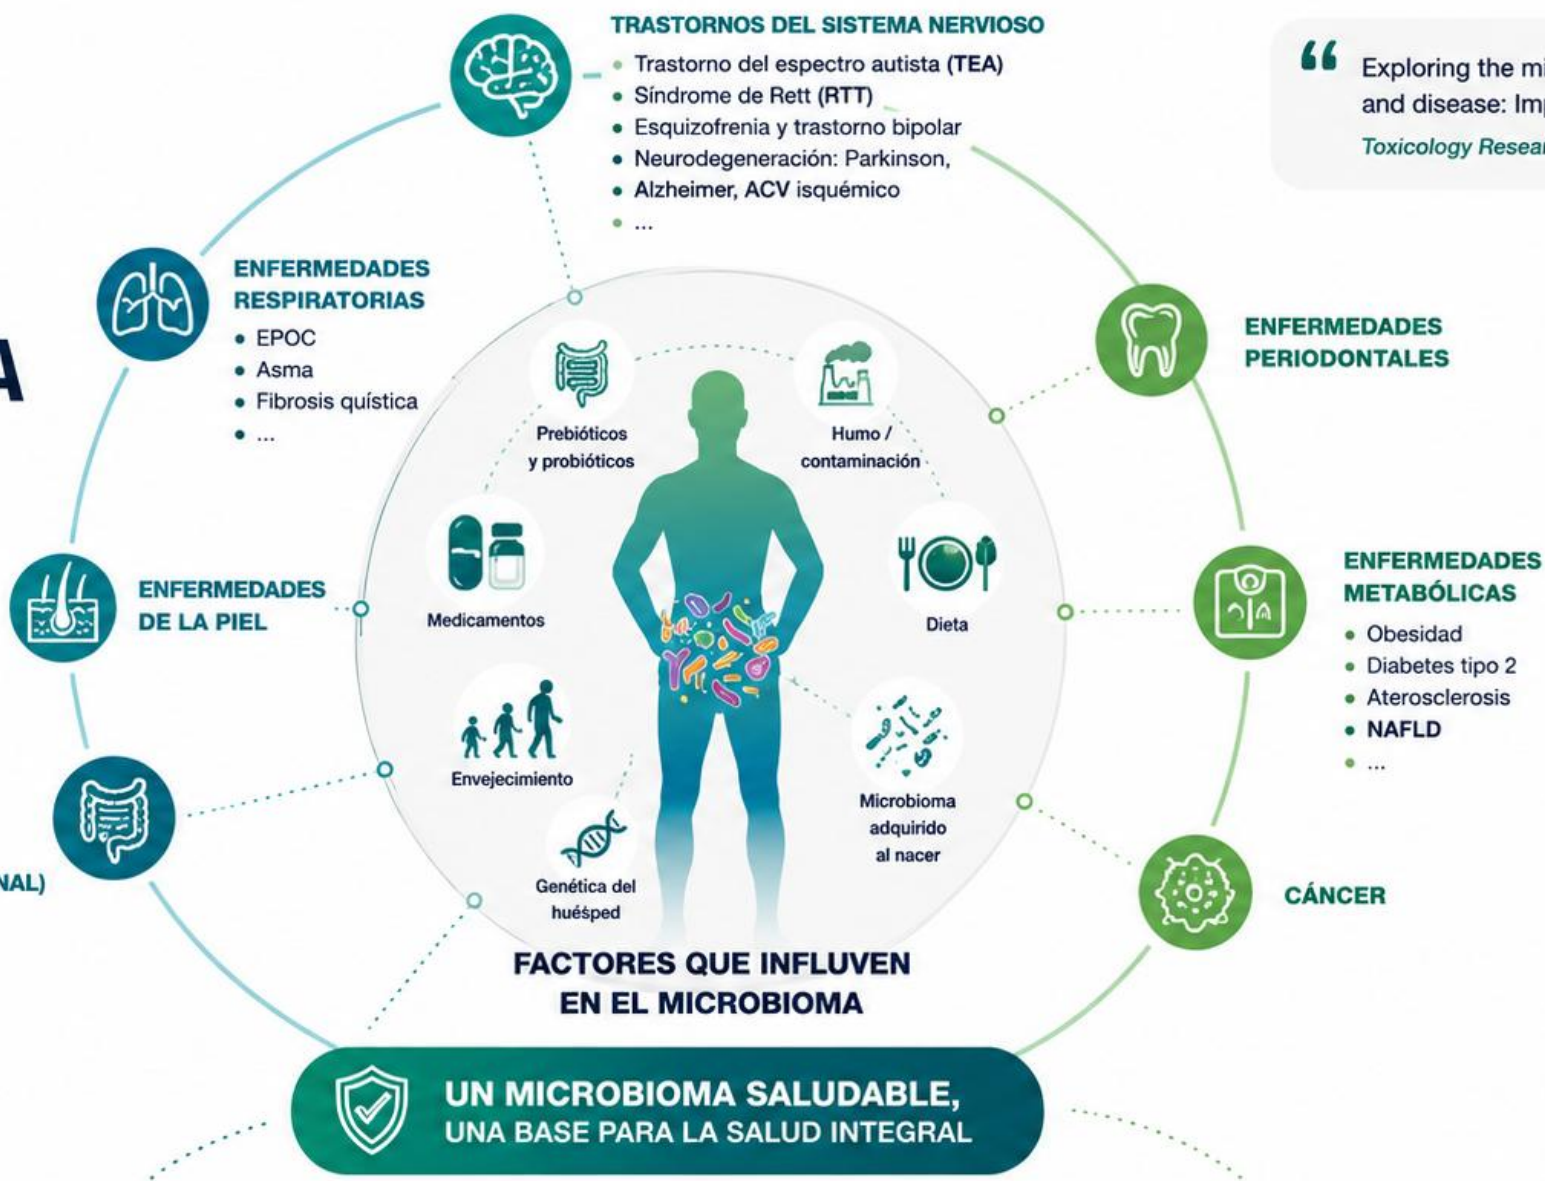 TRASTORNOS DEL SISTEMA NERVIOSO
• Trastorno del espectro autista (TEA)
• Síndrome de Rett (RTT)
• Esquizofrenia y trastorno bipolar
• Neurodegeneración: Parkinson,
• Alzheimer, ACV isquémico
• ...
“
Exploring the mi
and disease: Imp
Toxicology Resear
ENFERMEDADES
RESPIRATORIAS
• EPOC
• Asma
• Fibrosis quística
• ...
A
ENFERMEDADES
PERIODONTALES
Prebióticos
y probióticos
Humo /
contaminación
ENFERMEDADES
DE LA PIEL
Medicamentos
Dieta
ENFERMEDADES
METABÓLICAS
• Obesidad
• Diabetes tipo 2
• Aterosclerosis
• NAFLD
• ...
Envejecimiento
Microbioma
adquirido
al nacer
NAL)
Genética del
huésped
CÁNCER
FACTORES QUE INFLUVEN
EN EL MICROBIOMA
UN MICROBIOMA SALUDABLE,
UNA BASE PARA LA SALUD INTEGRAL